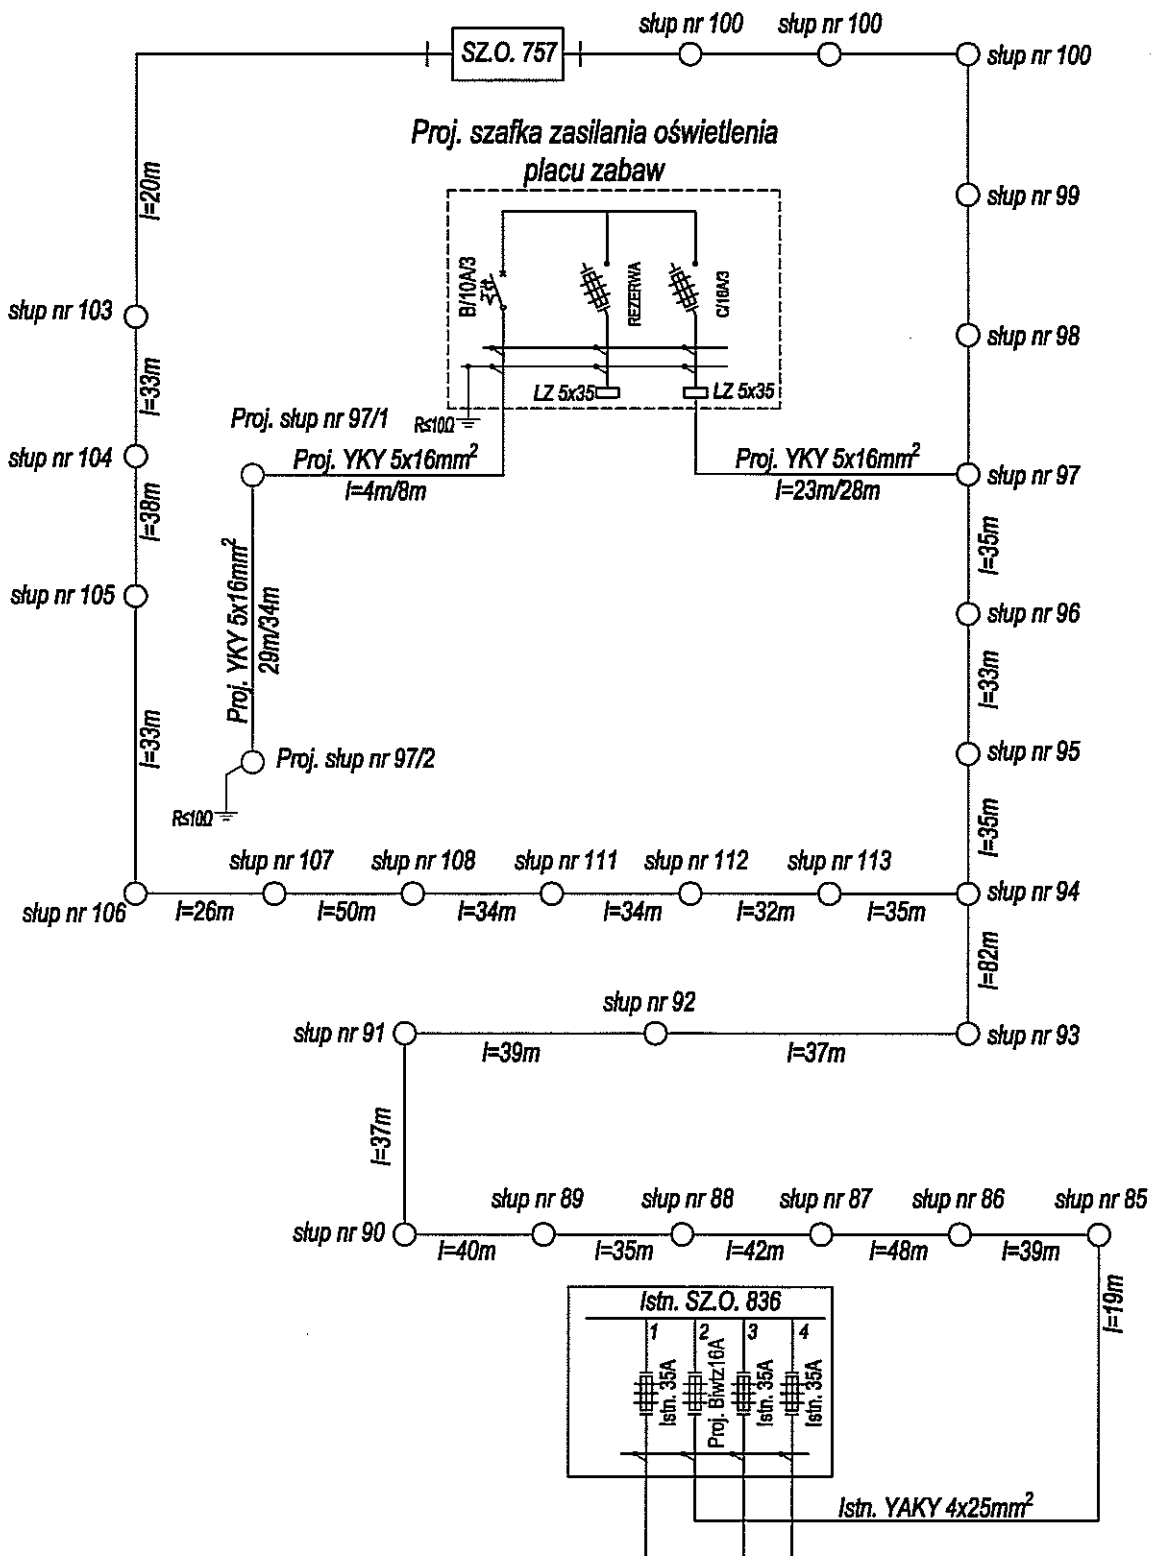 słup nr 100
słup nr 100
SZ.O. 757
słup nr 100
Proj. szafka zasilania oświetlenia
placu zabaw
l=20m
słup nr 99
B/10A/3
REZERWA
C/16A/3
słup nr 103
słup nr 98
l=33m
LZ 5x35
LZ 5x35
Proj. słup nr 97/1
R≤10Ω
słup nr 104
Proj. YKY 5x16mm²
l=4m/8m
Proj. YKY 5x16mm²
l=23m/28m
słup nr 97
l=38m
l=35m
słup nr 105
Proj. YKY 5x16mm²
29m/34m
słup nr 96
l=33m
l=33m
Proj. słup nr 97/2
słup nr 95
R≤10Ω
l=35m
słup nr 107
słup nr 108
słup nr 111
słup nr 112
słup nr 113
słup nr 106
l=26m
l=50m
l=34m
l=34m
l=32m
l=35m
słup nr 94
l=82m
słup nr 92
słup nr 91
l=39m
l=37m
słup nr 93
l=37m
słup nr 89
słup nr 88
słup nr 87
słup nr 86
słup nr 85
słup nr 90
l=40m
l=35m
l=42m
l=48m
l=39m
l=19m
Istn. SZ.O. 836
1
2
3
4
Istn. 35A
Proj. Biwtz16A
Istn. 35A
Istn. 35A
Istn. YAKY 4x25mm²